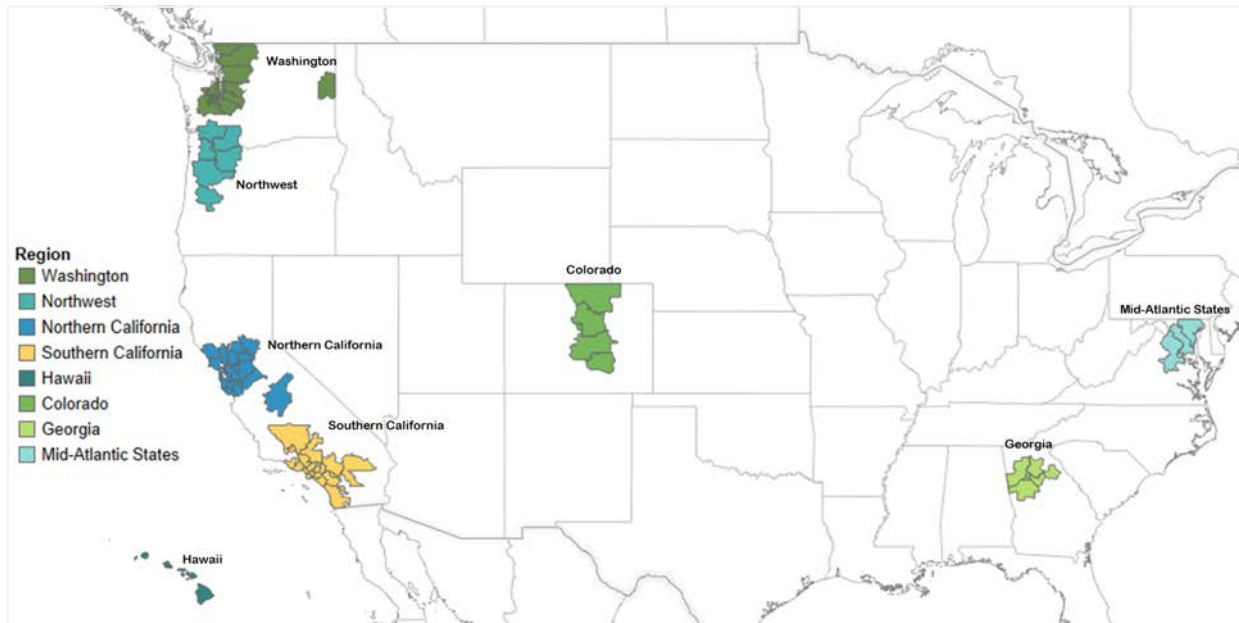 Washington
Northwest
Region
Washington
Northwest
Northern California
Southern California
Hawaii
Colorado
Georgia
Mid-Atlantic States
Colorado
Mid-Atlantic States
Northern California
Southern California
Georgia
Hawaii